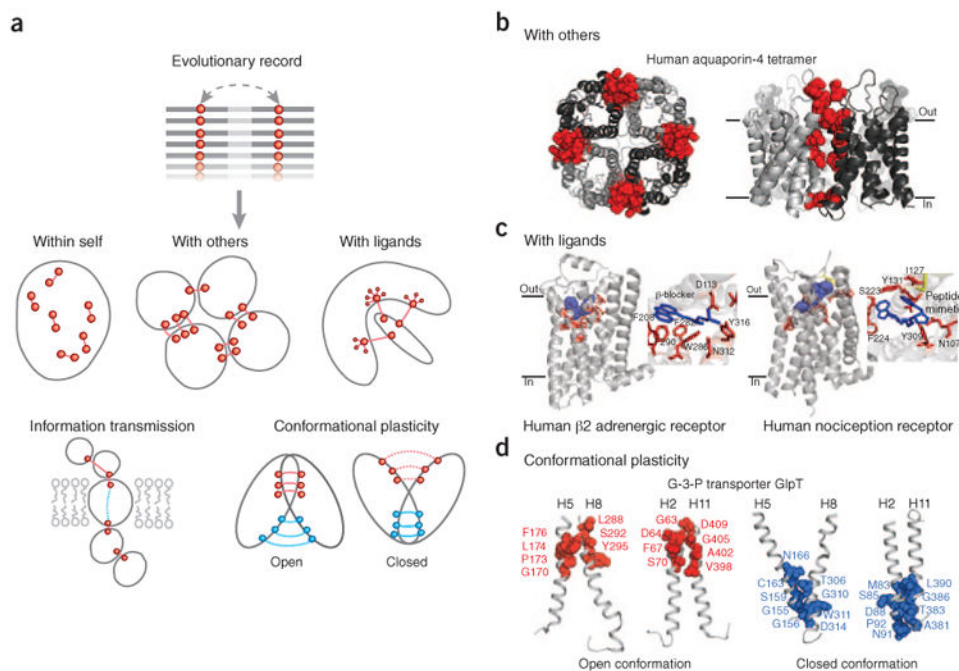 a
Evolutionary record
Within self
With others
With ligands
Information transmission
Conformational plasticity
Open
Closed
b
With others
Human aquaporin-4 tetramer
Out
In
c
With ligands
Out
In
β-blocker
D113
F208
F282
Y316
290
W286
N312
Human β2 adrenergic receptor
Out
In
I127
Y131
S223
Peptide
mimeti
F224
Y309
N107
Human nociception receptor
d
Conformational plasticity
G-3-P transporter GlpT
H5
H8
F176
L174
P173
G170
L288
S292
Y295
H2
H11
G63
D64
F67
S70
D409
G405
A402
V398
Open conformation
H5
H8
N166
C163
S159
G155
G156
T306
G310
W311
D314
H2
H11
M83
S85
D88
P92
N91
L390
G386
T383
A381
Closed conformation